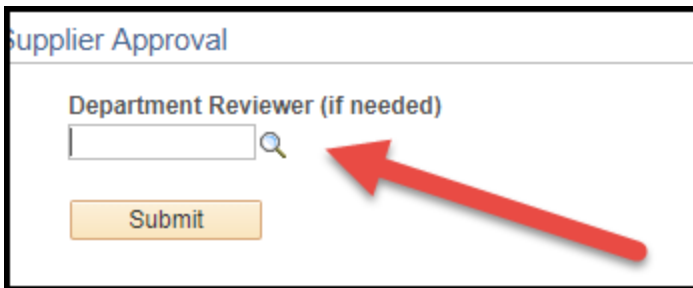 Supplier Approval
Department Reviewer (if needed)
Submit